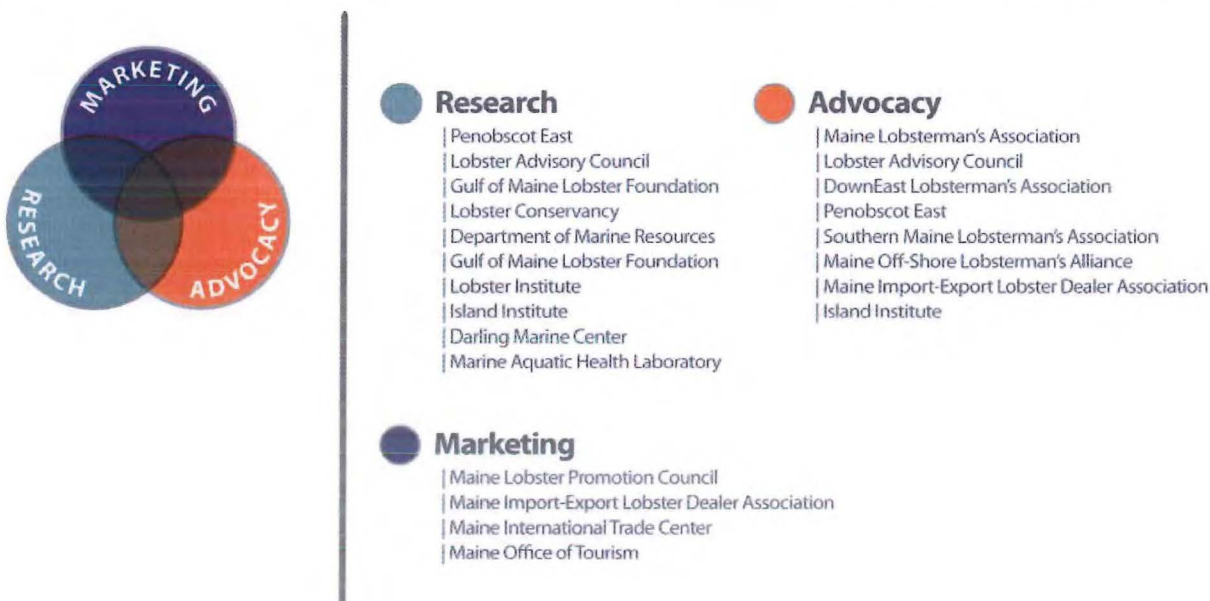 MARKETING
RESEARCH
ADVOCACY
Research
| Penobscot East
| Lobster Advisory Council
| Gulf of Maine Lobster Foundation
| Lobster Conservancy
| Department of Marine Resources
| Gulf of Maine Lobster Foundation
| Lobster Institute
| Island Institute
| Darling Marine Center
| Marine Aquatic Health Laboratory
Advocacy
| Maine Lobsterman's Association
| Lobster Advisory Council
| DownEast Lobsterman's Association
| Penobscot East
| Southern Maine Lobsterman's Association
| Maine Off-Shore Lobsterman's Alliance
| Maine Import-Export Lobster Dealer Association
| Island Institute
Marketing
| Maine Lobster Promotion Council
| Maine Import-Export Lobster Dealer Association
| Maine International Trade Center
| Maine Office of Tourism